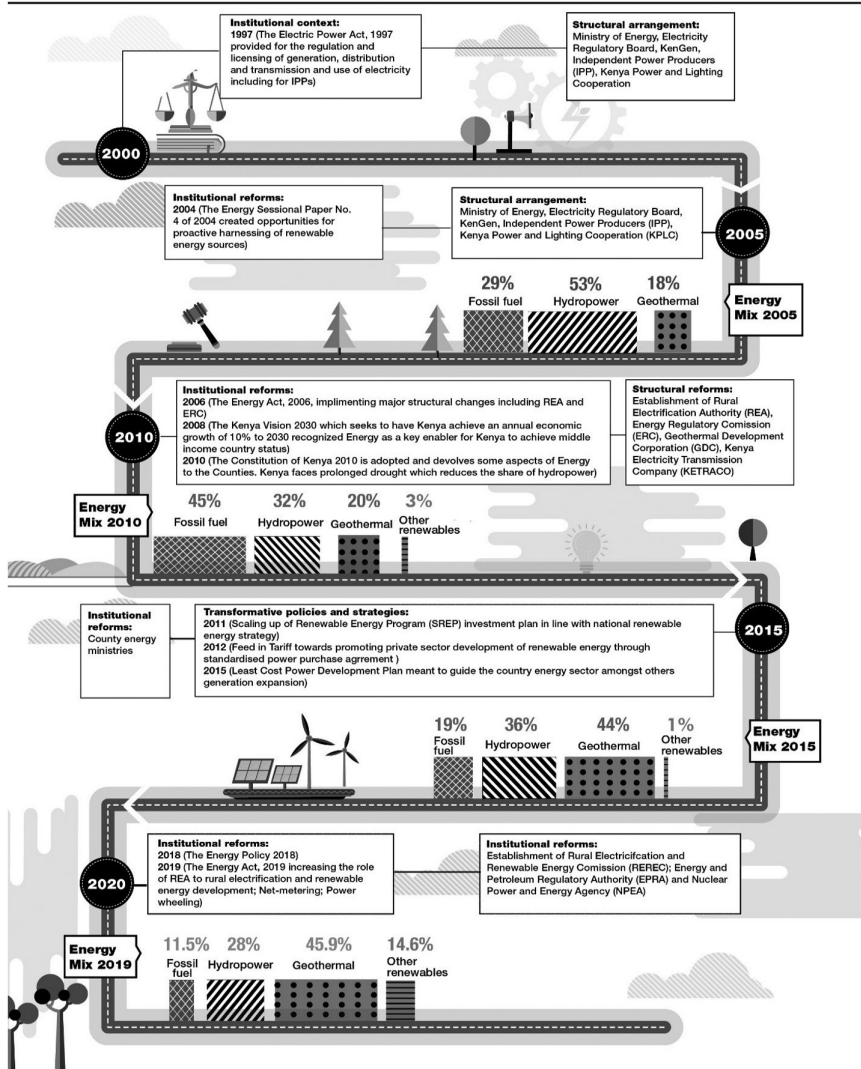 Institutional context:
1997 (The Electric Power Act, 1997
provided for the regulation and
licensing of generation, distribution
and transmission and use of electricity
including for IPPs)
Structural arrangement:
Ministry of Energy, Electricity
Regulatory Board, KenGen,
Independent Power Producers
(IPP), Kenya Power and Lighting
Cooperation
2000
Institutional reforms:
2004 (The Energy Sessional Paper No.
4 of 2004 created opportunities for
proactive harnessing of renewable
energy sources)
Structural arrangement:
Ministry of Energy, Electricity Regulatory Board,
KenGen, Independent Power Producers (IPP),
Kenya Power and Lighting Cooperation (KPLC)
2005
29% 53% 18%
Fossil fuel Hydropower Geothermal
Energy
Mix 2005
Institutional reforms:
2006 (The Energy Act, 2006, implimenting major structural changes including REA and
ERC)
2008 (The Kenya Vision 2030 which seeks to have Kenya achieve an annual economic
growth of 10% to 2030 recognized Energy as a key enabler for Kenya to achieve middle
income country status)
2010 (The Constitution of Kenya 2010 is adopted and devolves some aspects of Energy
to the Counties. Kenya faces prolonged drought which reduces the share of hydropower)
Structural reforms:
Establishment of Rural
Electrification Authority (REA),
Energy Regulatory Comission
(ERC), Geothermal Development
Corporation (GDC), Kenya
Electricity Transmission
Company (KETRACO)
2010
Energy
Mix 2010
45% 32% 20% 3%
Fossil fuel Hydropower Geothermal Other
renewables
Institutional
reforms:
County energy
ministries
Transformative policies and strategies:
2011 (Scaling up of Renewable Energy Program (SREP) investment plan in line with national renewable
energy strategy)
2012 (Feed in Tariff towards promoting private sector development of renewable energy through
standardised power purchase agrement )
2015 (Least Cost Power Development Plan meant to guide the country energy sector amongst others
generation expansion)
2015
19% 36% 44% 1%
Fossil
fuel Hydropower Geothermal Other
renewables
Energy
Mix 2015
Institutional reforms:
2018 (The Energy Policy 2018)
2019 (The Energy Act, 2019 increasing the role
of REA to rural electrification and renewable
energy development; Net-metering; Power
wheeling)
Institutional reforms:
Establishment of Rural Electricifcation and
Renewable Energy Comission (REREC); Energy and
Petroleum Regulatory Authority (EPRA) and Nuclear
Power and Energy Agency (NPEA)
2020
Energy
Mix 2019
11.5% 28% 45.9% 14.6%
Fossil
fuel Hydropower Geothermal Other
renewables